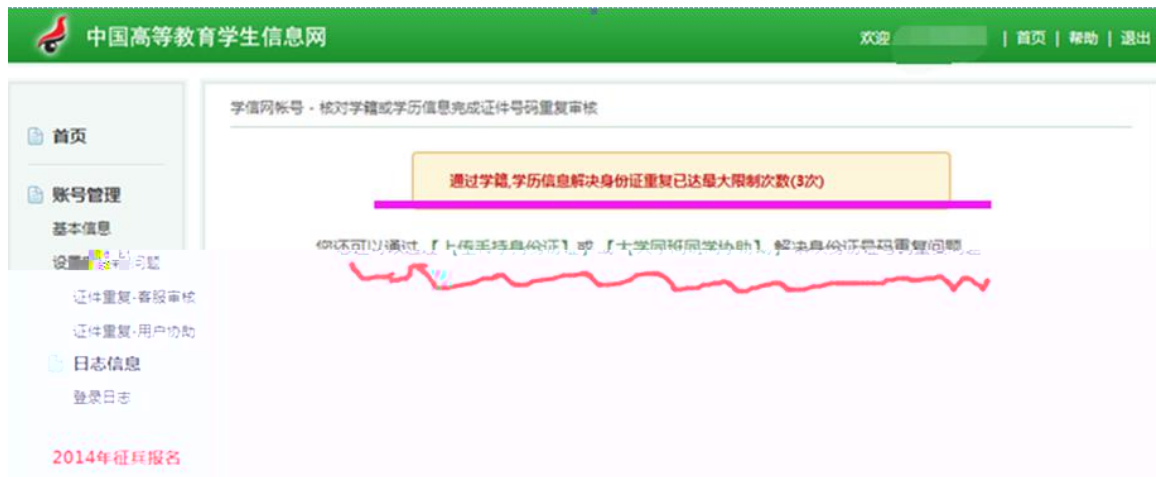 中国高等教育学生信息网
欢迎 | 首页 | 帮助 | 退出
学信网帐号 - 核对学籍或学历信息完成证件号码重复审核
首页
账号管理
通过学籍,学历信息解决身份证重复已达最大限制次数(3次)
基本信息
您还可以通过【上传手持身份证】或【大学同班同学协助】解决身份证号码重复问题
设置 问题
证件重复-客服审核
证件重复-用户协助
日志信息
登录日志
2014年征兵报名